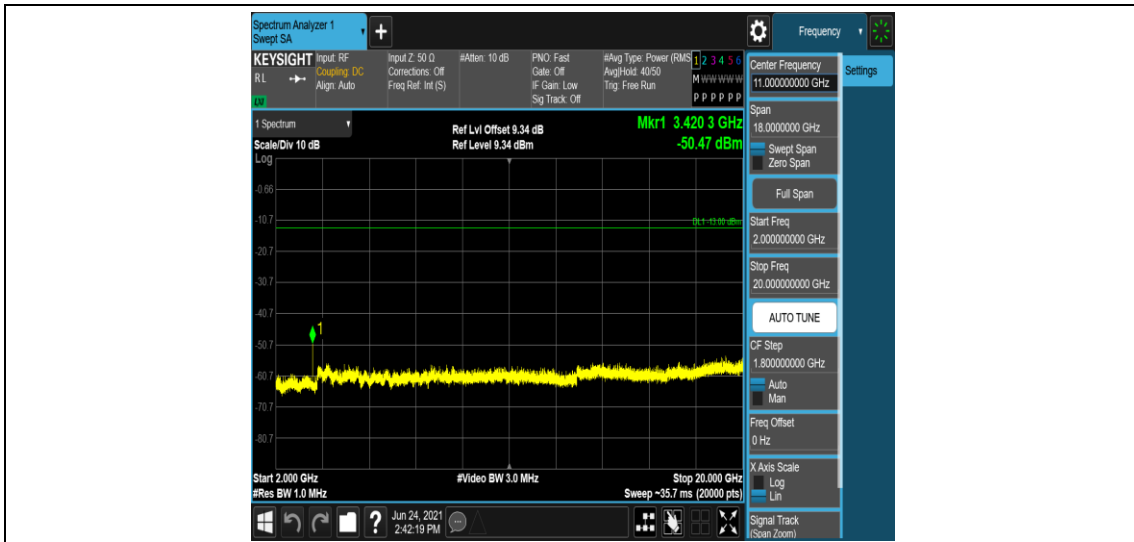 Spectrum Analyzer 1
Swept SA
Frequency
KEYSIGHT
RL
LXI
Input: RF
Coupling: DC
Align: Auto
Input Z: 50 Ω
Corrections: Off
Freq Ref: Int (S)
#Atten: 10 dB
PNO: Fast
Gate: Off
IF Gain: Low
Sig Track: Off
#Avg Type: Power (RMS
Avg|Hold: 40/50
Trig: Free Run
1 2 3 4 5 6
M W W W W W
P P P P P P
1 Spectrum
Scale/Div 10 dB
Log
Ref Lvl Offset 9.34 dB
Ref Level 9.34 dBm
Mkr1 3.420 3 GHz
-50.47 dBm
-0.66
-10.7
DL1 -13.00 dBm
-20.7
-30.7
-40.7
1
-50.7
-60.7
-70.7
-80.7
Start 2.000 GHz
#Res BW 1.0 MHz
#Video BW 3.0 MHz
Stop 20.000 GHz
Sweep ~35.7 ms (20000 pts)
Jun 24, 2021
2:42:19 PM
Center Frequency
11.000000000 GHz
Settings
Span
18.0000000 GHz
Swept Span
Zero Span
Full Span
Start Freq
2.000000000 GHz
Stop Freq
20.000000000 GHz
AUTO TUNE
CF Step
1.800000000 GHz
Auto
Man
Freq Offset
0 Hz
X Axis Scale
Log
Lin
Signal Track
(Span Zoom)